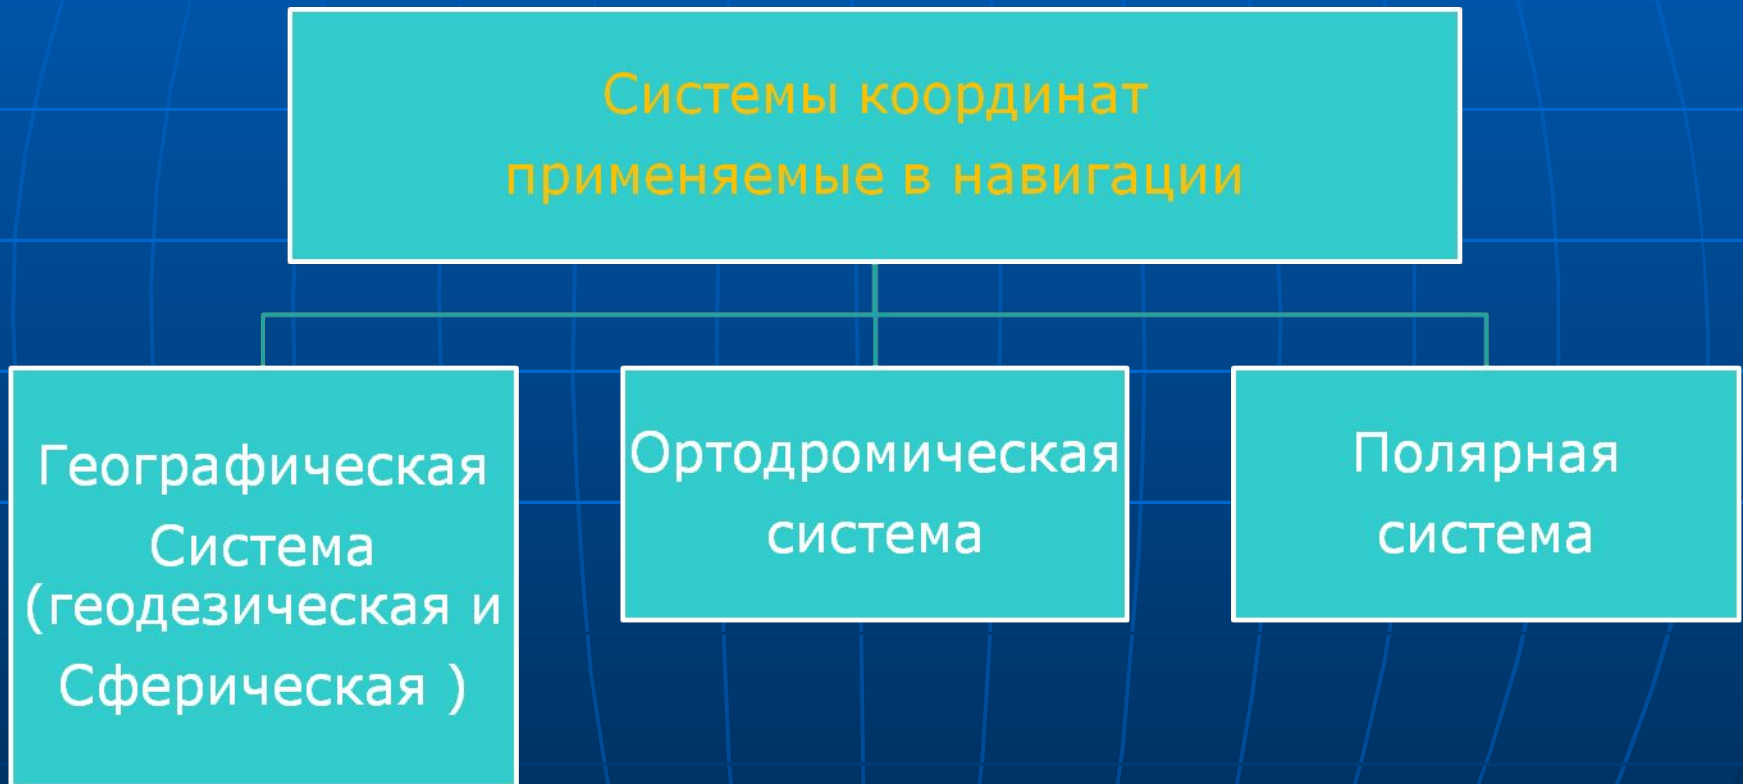 Системы координат
применяемые в навигации
Географическая
Система
(геодезическая и
Сферическая )
Ортодромическая
система
Полярная
система